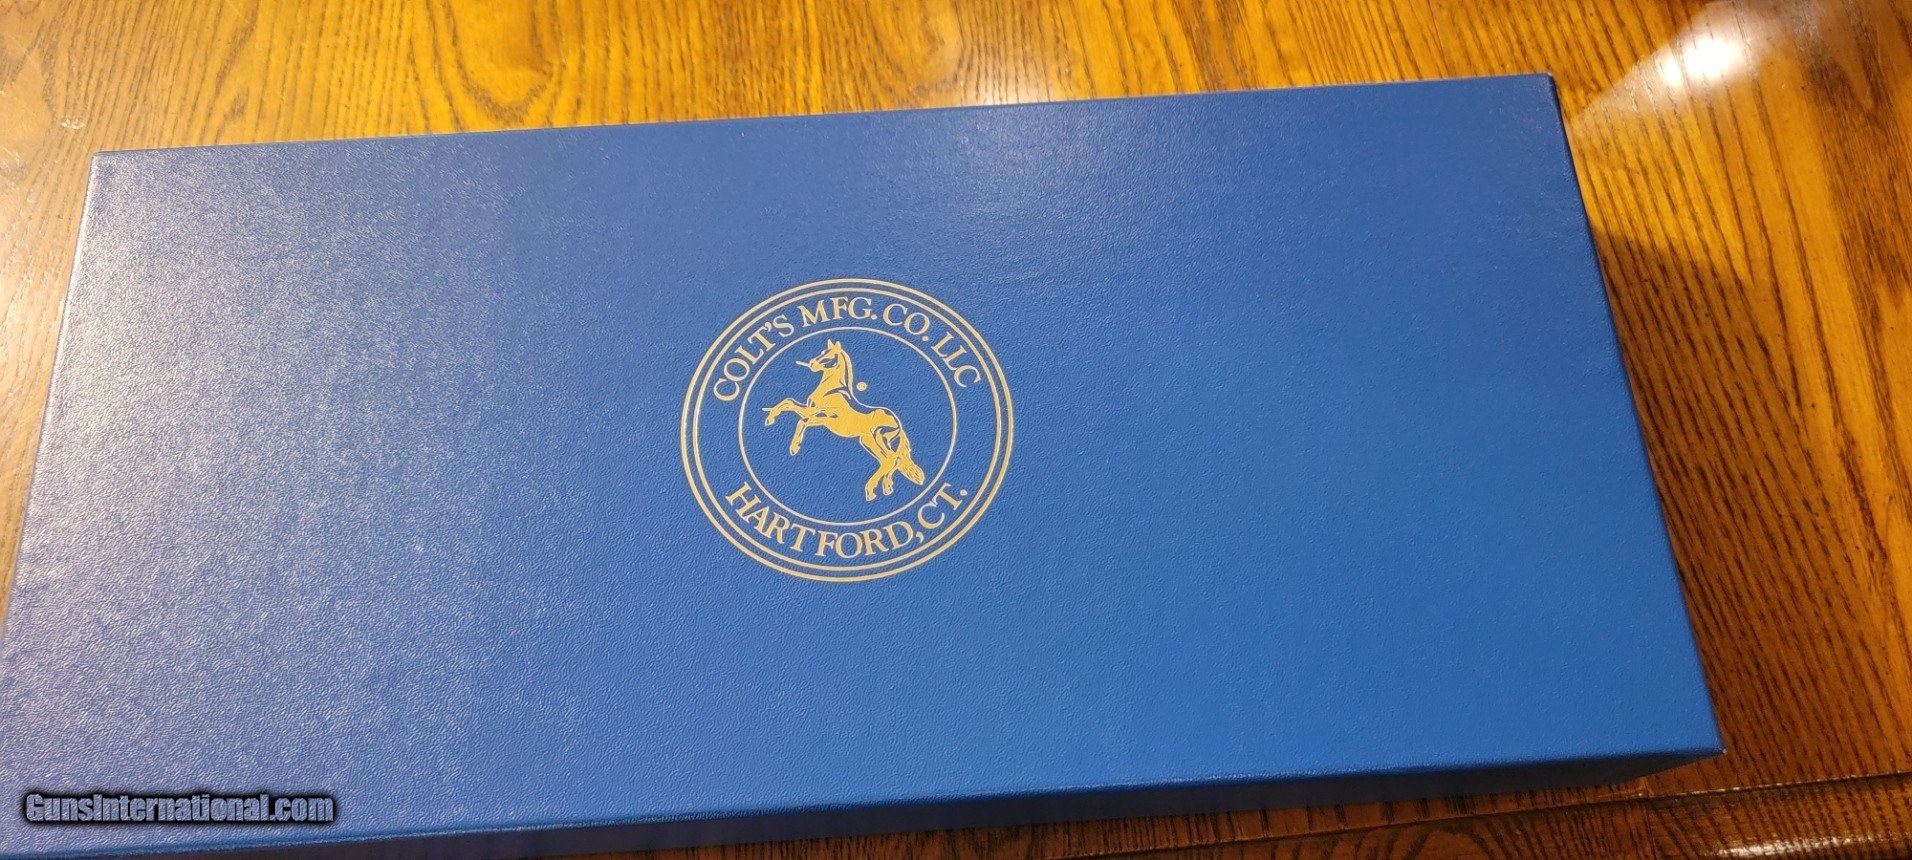 COLT'S MFG. CO. LLC
HARTFORD, CT.
GunsInternational.com